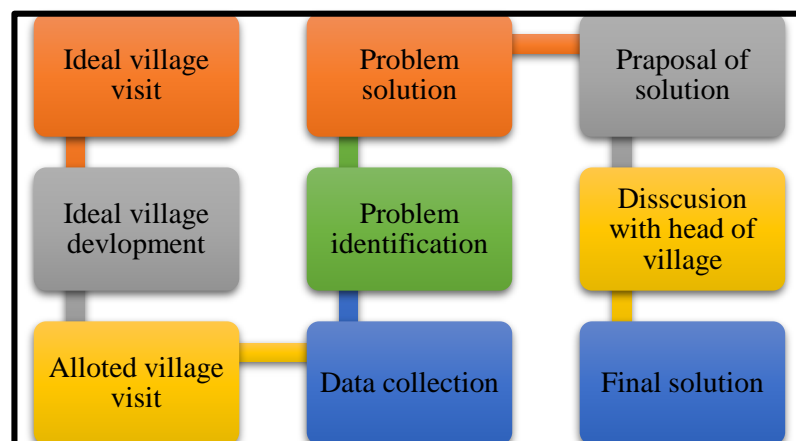 Ideal village
visit
Ideal village
devlopment
Alloted village
visit
Data collection
Problem
identification
Problem
solution
Praposal of
solution
Disscusion
with head of
village
Final solution